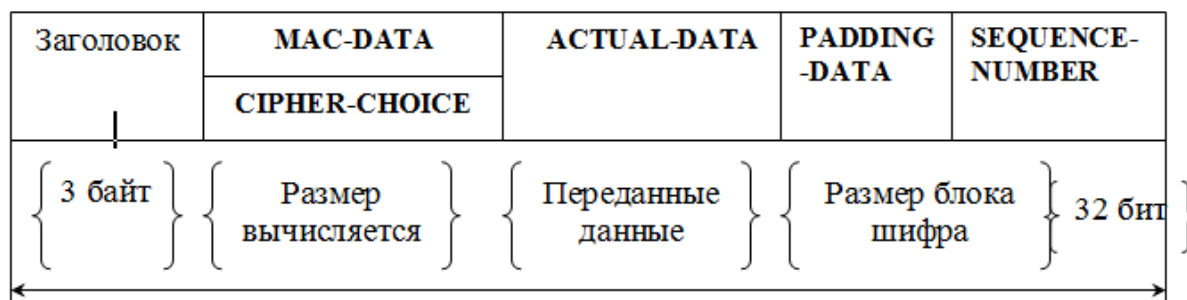 Заголовок
MAC-DATA
CIPHER-CHOICE
ACTUAL-DATA
PADDING
-DATA
SEQUENCE-
NUMBER
3 байт
Размер
вычисляется
Переданные
данные
Размер блока
шифра
32 бит